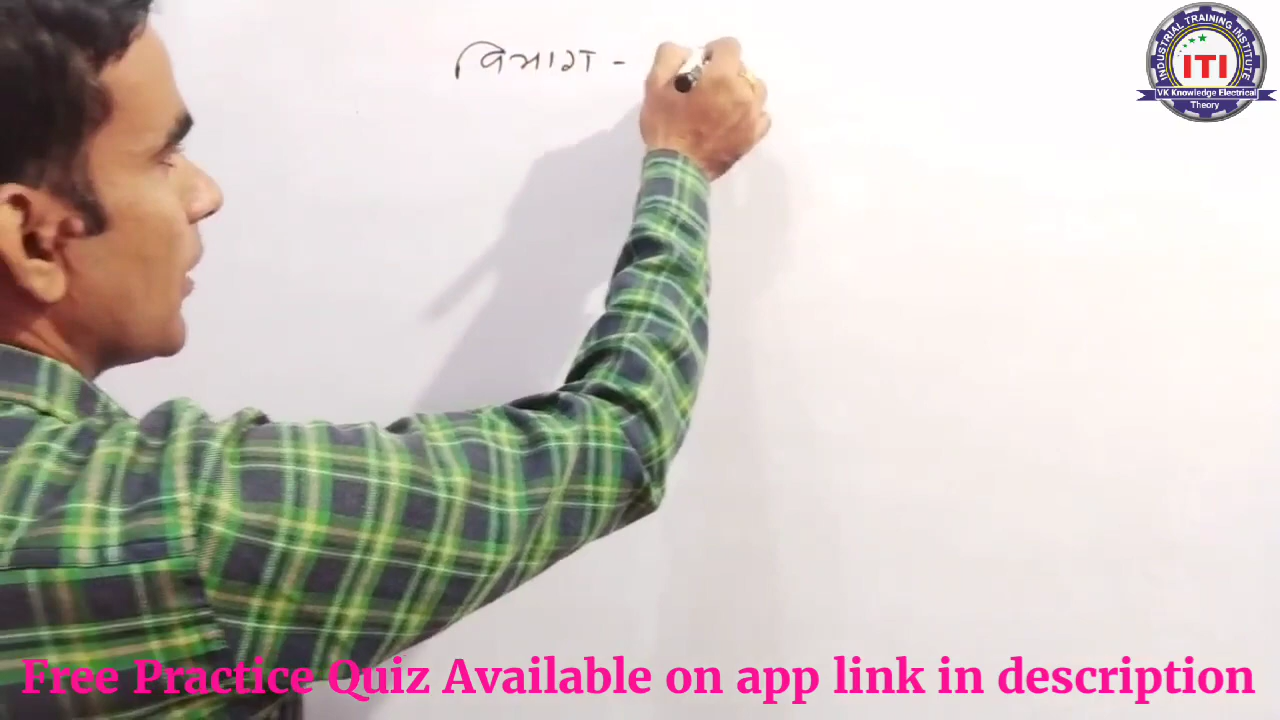 विभाग -
INDUSTRIAL TRAINING INSTITUTE
ITI
VK Knowledge Electrical
Theory
Free Practice Quiz Available on app link in description